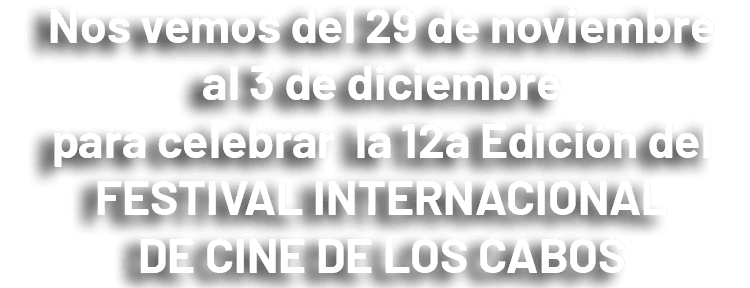 Nos vemos del 29 de noviembre
al 3 de diciembre
para celebrar la 12a Edición del
FESTIVAL INTERNACIONAL
DE CINE DE LOS CABOS